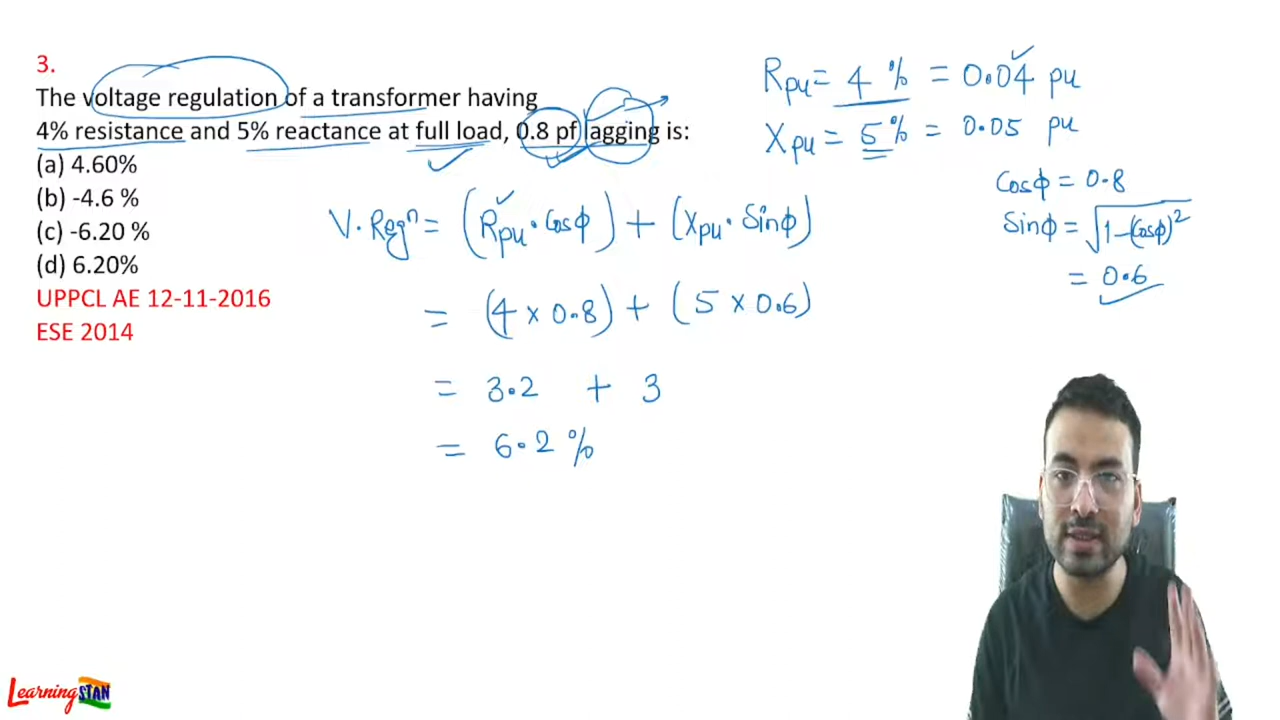 3.
The voltage regulation of a transformer having
4% resistance and 5% reactance at full load, 0.8 pf lagging is:
(a) 4.60%
(b) -4.6 %
(c) -6.20 %
(d) 6.20%
UPPCL AE 12-11-2016
ESE 2014
Rpu = 4 % = 0.04 pu
Xpu = 5 % = 0.05 pu
Cosφ = 0.8
Sinφ = √1-(Cosφ)²
= 0.6
V. Regⁿ = (Rpu · Cosφ) + (Xpu · Sinφ)
= (4 × 0.8) + (5 × 0.6)
= 3.2 + 3
= 6.2 %
Learning STAN